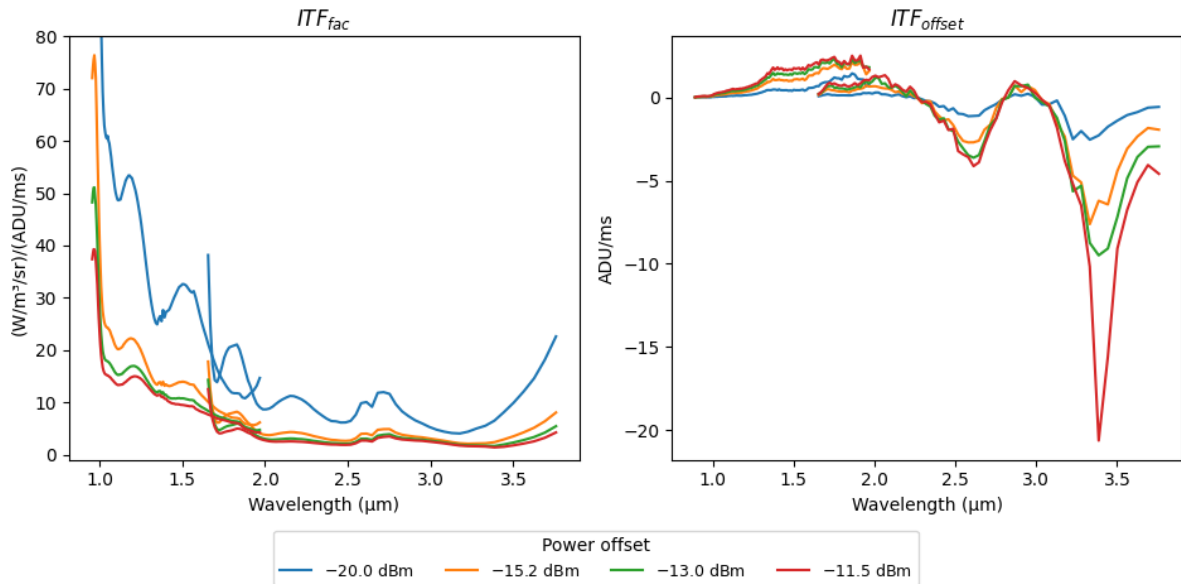 ITF_fac
ITF_offset
80
70
60
50
40
30
20
10
0
(W/m³/sr)/(ADU/ms)
1.0 1.5 2.0 2.5 3.0 3.5
Wavelength (μm)
0
−5
−10
−15
−20
ADU/ms
1.0 1.5 2.0 2.5 3.0 3.5
Wavelength (μm)
Power offset
−20.0 dBm −15.2 dBm −13.0 dBm −11.5 dBm